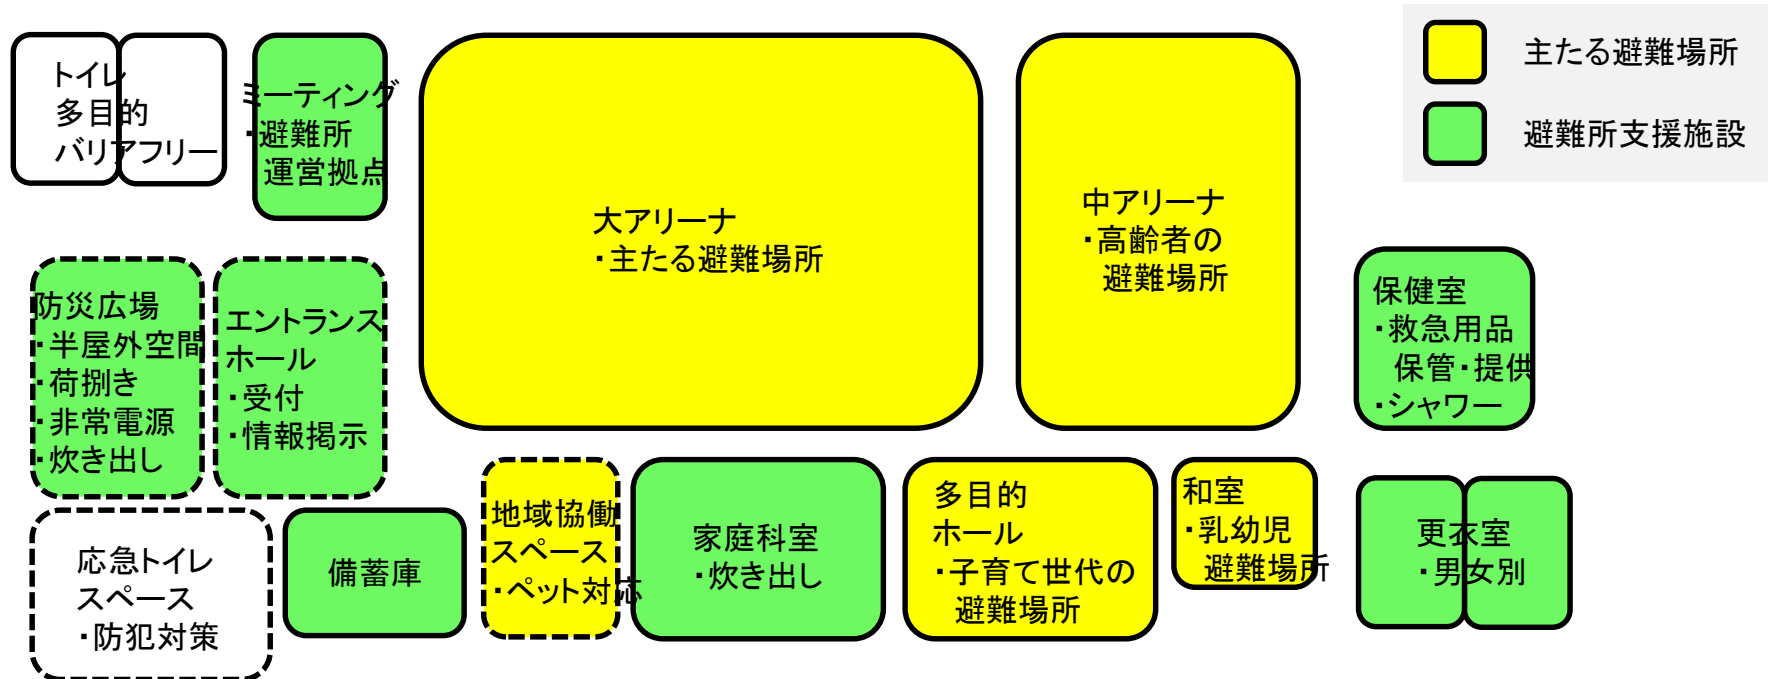 トイレ
多目的
バリアフリー
ミーティング
・避難所
運営拠点
大アリーナ
・主たる避難場所
中アリーナ
・高齢者の
避難場所
主たる避難場所
避難所支援施設
防災広場
・半屋外空間
・荷捌き
・非常電源
・炊き出し
エントランス
ホール
・受付
・情報掲示
保健室
・救急用品
保管・提供
・シャワー
応急トイレ
スペース
・防犯対策
備蓄庫
地域協働
スペース
・ペット対応
家庭科室
・炊き出し
多目的
ホール
・子育て世代の
避難場所
和室
・乳幼児
避難場所
更衣室
・男女別